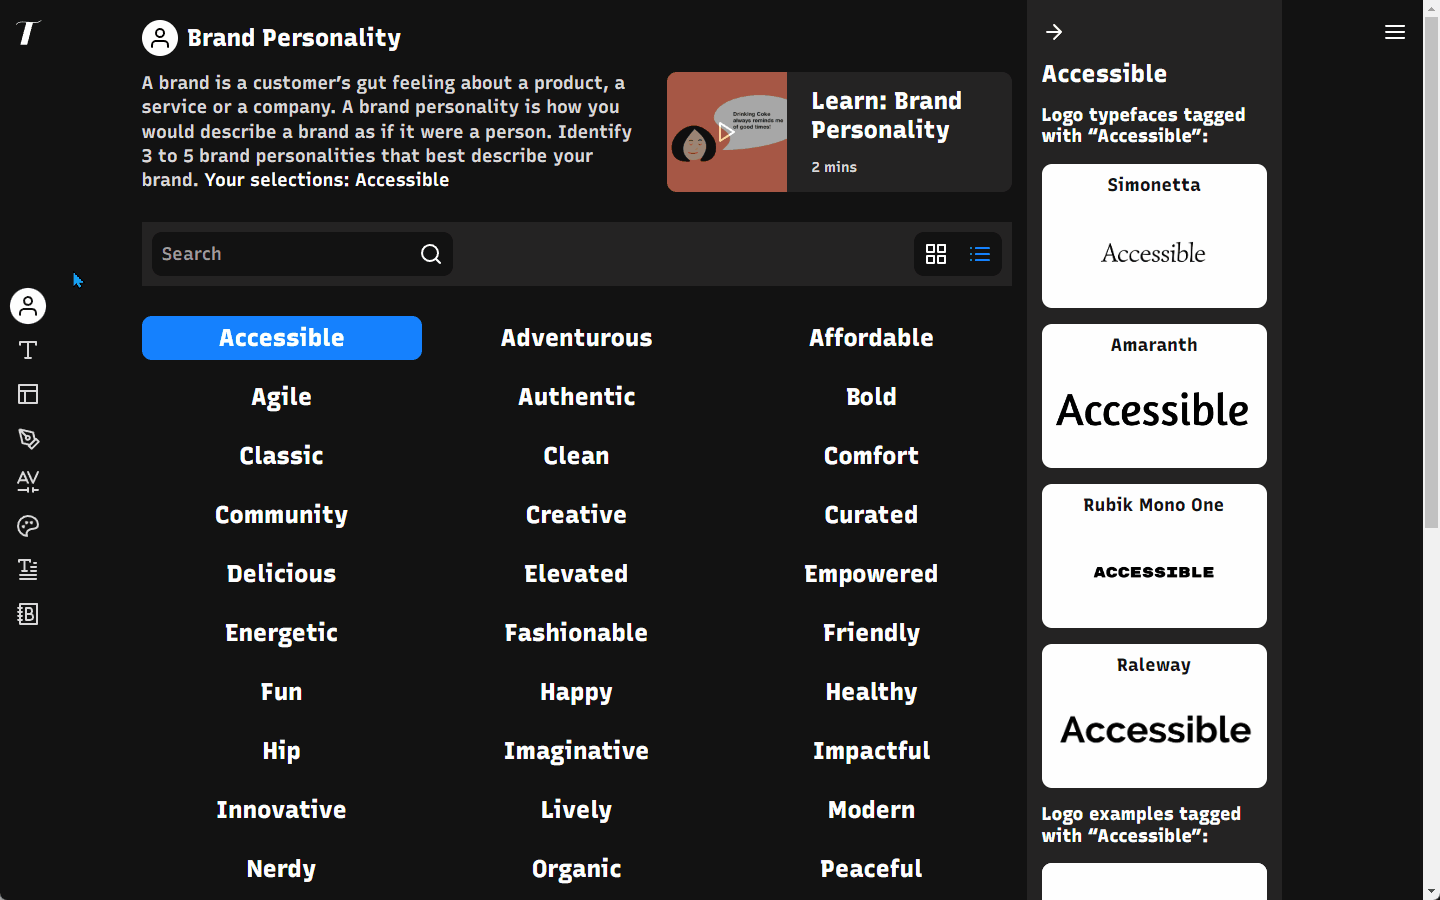 T
Brand Personality
A brand is a customer’s gut feeling about a product, a
service or a company. A brand personality is how you
would describe a brand as if it were a person. Identify
3 to 5 brand personalities that best describe your
brand. Your selections: Accessible
Drinking Coke
always reminds me
of good times!
Learn: Brand
Personality
2 mins
Search
Accessible
Adventurous
Affordable
Agile
Authentic
Bold
Classic
Clean
Comfort
Community
Creative
Curated
Delicious
Elevated
Empowered
Energetic
Fashionable
Friendly
Fun
Happy
Healthy
Hip
Imaginative
Impactful
Innovative
Lively
Modern
Nerdy
Organic
Peaceful
Accessible
Logo typefaces tagged
with “Accessible”:
Simonetta
Accessible
Amaranth
Accessible
Rubik Mono One
ACCESSIBLE
Raleway
Accessible
Logo examples tagged
with “Accessible”: